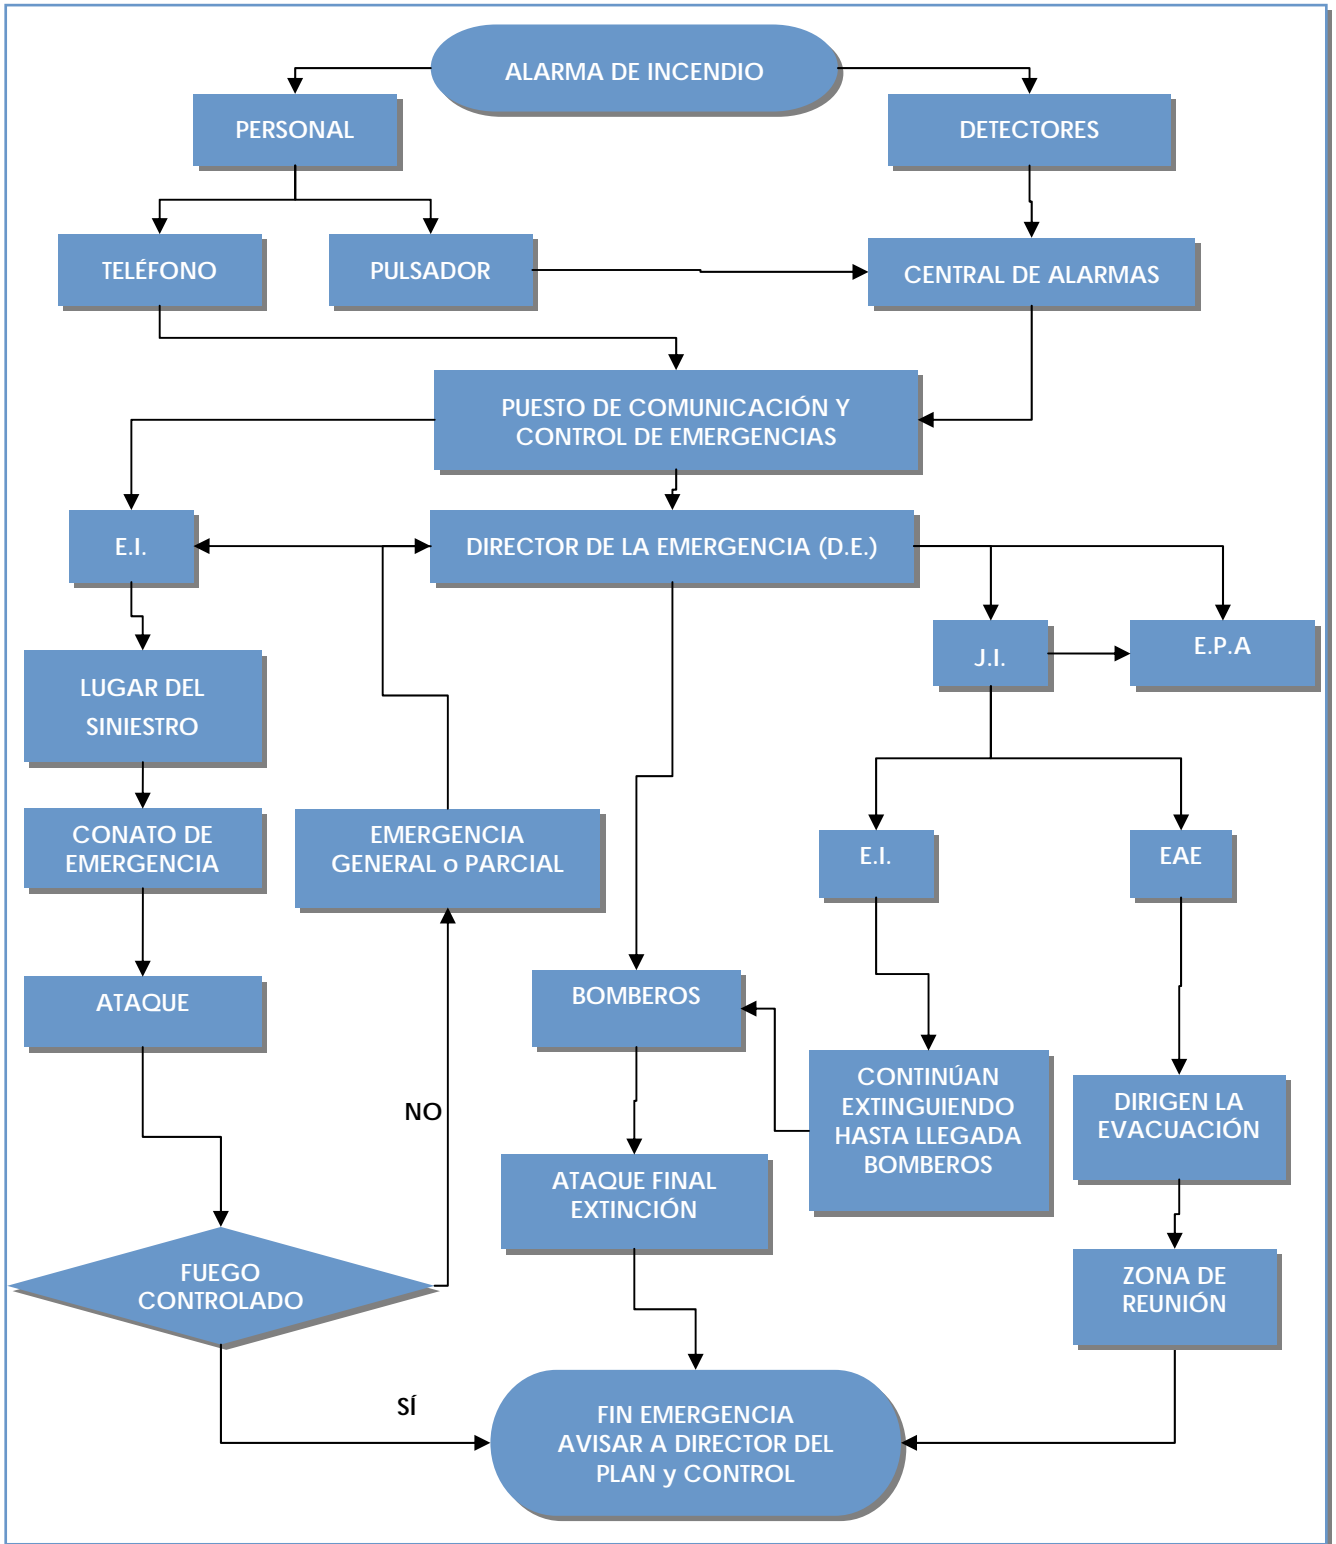 ALARMA DE INCENDIO
PERSONAL
DETECTORES
TELÉFONO
PULSADOR
CENTRAL DE ALARMAS
PUESTO DE COMUNICACIÓN Y
CONTROL DE EMERGENCIAS
E.I.
DIRECTOR DE LA EMERGENCIA (D.E.)
J.I.
E.P.A
LUGAR DEL
SINIESTRO
CONATO DE
EMERGENCIA
EMERGENCIA
GENERAL o PARCIAL
E.I.
EAE
ATAQUE
BOMBEROS
CONTINÚAN
EXTINGUIENDO
HASTA LLEGADA
BOMBEROS
DIRIGEN LA
EVACUACIÓN
NO
ATAQUE FINAL
EXTINCIÓN
FUEGO
CONTROLADO
ZONA DE
REUNIÓN
SÍ
FIN EMERGENCIA
AVISAR A DIRECTOR DEL
PLAN y CONTROL